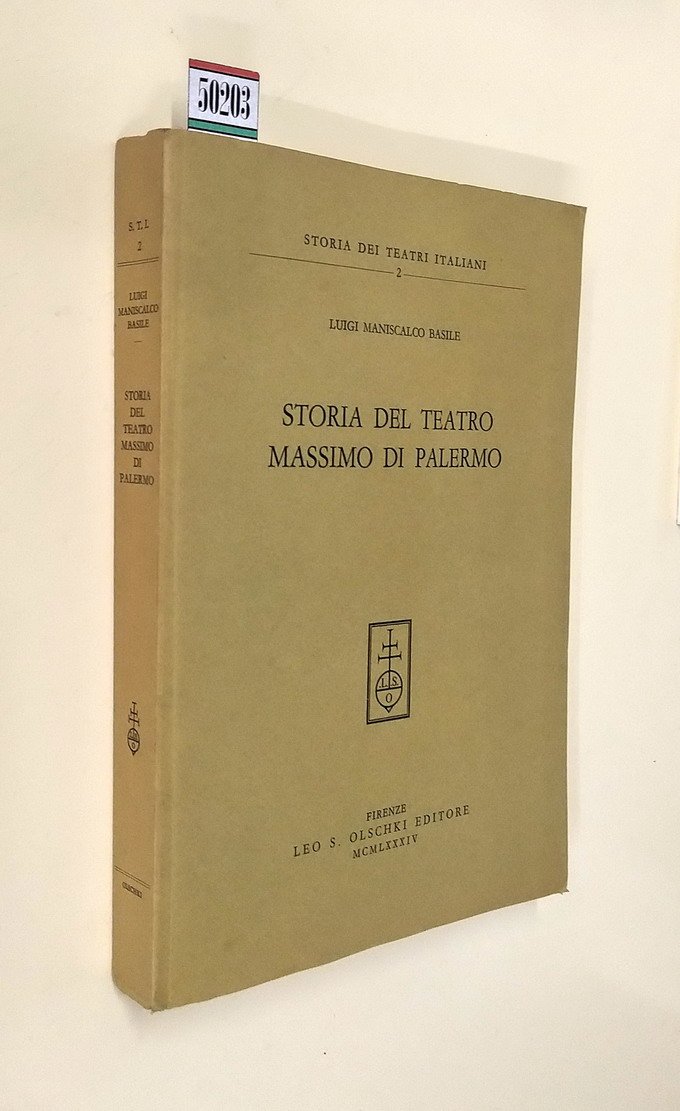 50203
STORIA DEI TEATRI ITALIANI
2
LUIGI MANISCALCO BASILE
STORIA DEL TEATRO
MASSIMO DI PALERMO
L S.
O
FIRENZE
LEO S. OLSCHKI EDITORE
MCMLXXXIV
S. T. I.
2
LUIGI
MANISCALCO
BASILE
STORIA
DEL
TEATRO
MASSIMO
DI
PALERMO
OLSCHKI